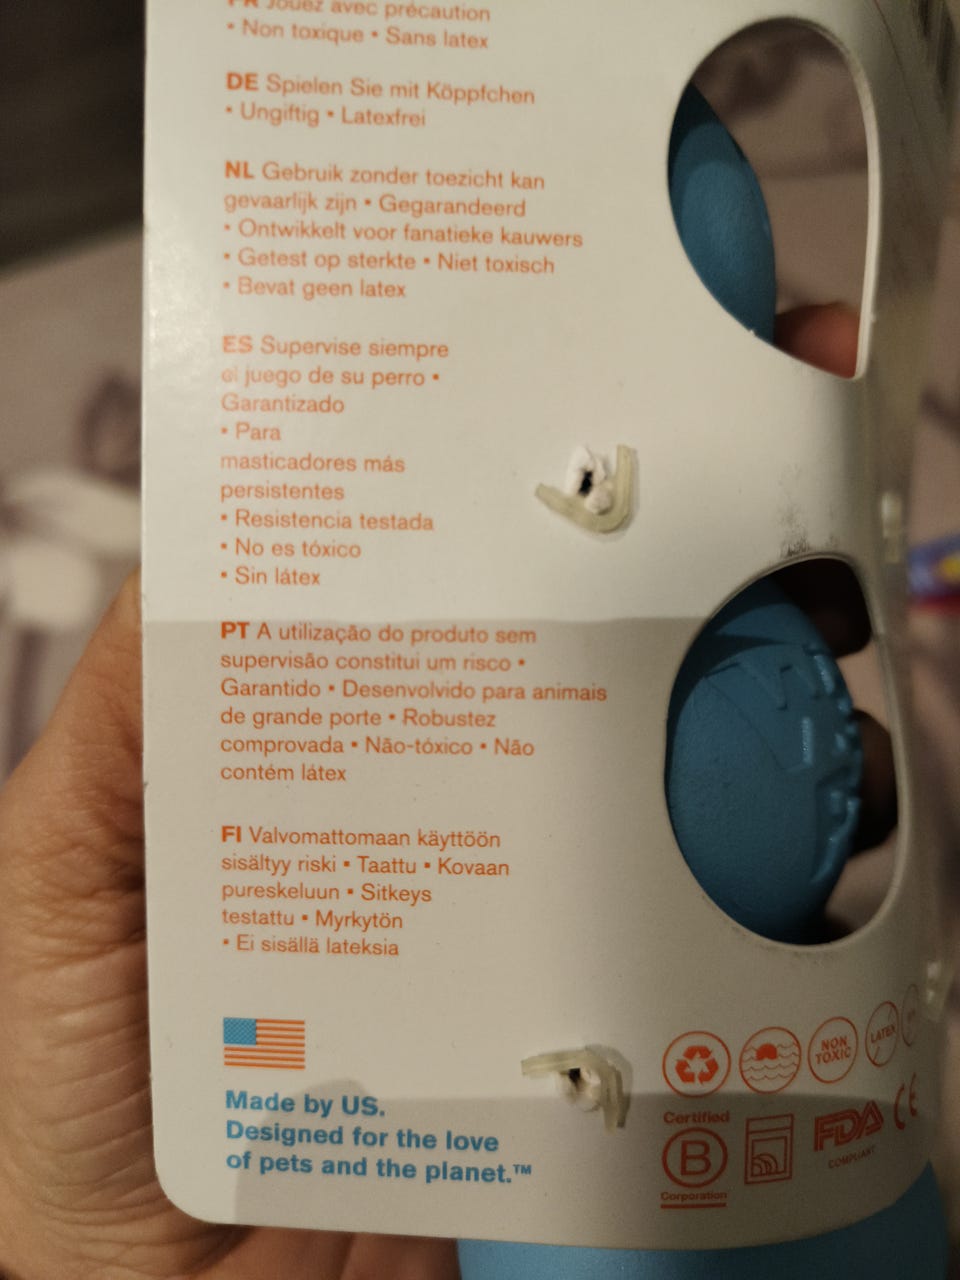 FR Jouez avec précaution
• Non toxique • Sans latex
DE Spielen Sie mit Köppfchen
• Ungiftig • Latexfrei
NL Gebruik zonder toezicht kan
gevaarlijk zijn • Gegarandeerd
• Ontwikkelt voor fanatieke kauwers
• Getest op sterkte • Niet toxisch
• Bevat geen latex
ES Supervise siempre
el juego de su perro •
Garantizado
• Para
masticadores más
persistentes
• Resistencia testada
• No es tóxico
• Sin látex
PT A utilização do produto sem
supervisão constitui um risco •
Garantido • Desenvolvido para animais
de grande porte • Robustez
comprovada • Não-tóxico • Não
contém látex
FI Valvomattomaan käyttöön
sisältyy riski • Taattu • Kovaan
pureskeluun • Sitkeys
testattu • Myrkytön
• Ei sisällä lateksia
Made by US.
Designed for the love
of pets and the planet.™
NON
TOXIC
LATEX
Certified
B
Corporation
FDA
COMPLIANT
CE